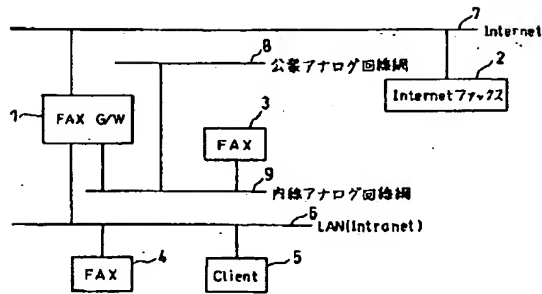 7
Internet
8
公衆アナログ回線網
2
Internetファックス
1
FAX G/W
3
FAX
9
内線アナログ回線網
6
LAN(Intranet)
FAX
4
Client
5